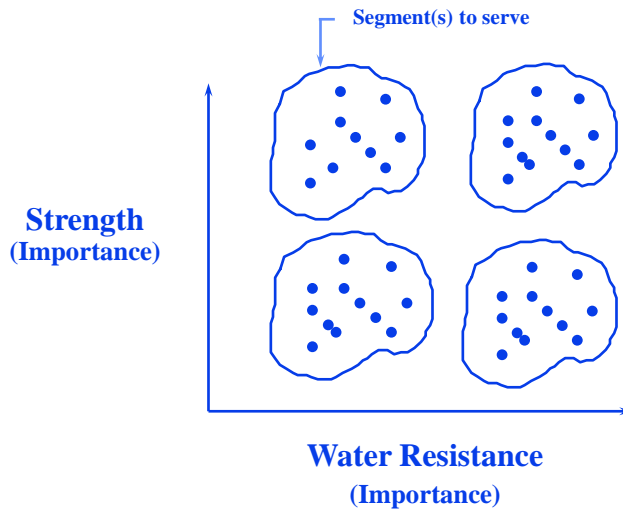 Segment(s) to serve
Strength
(Importance)
Water Resistance
(Importance)